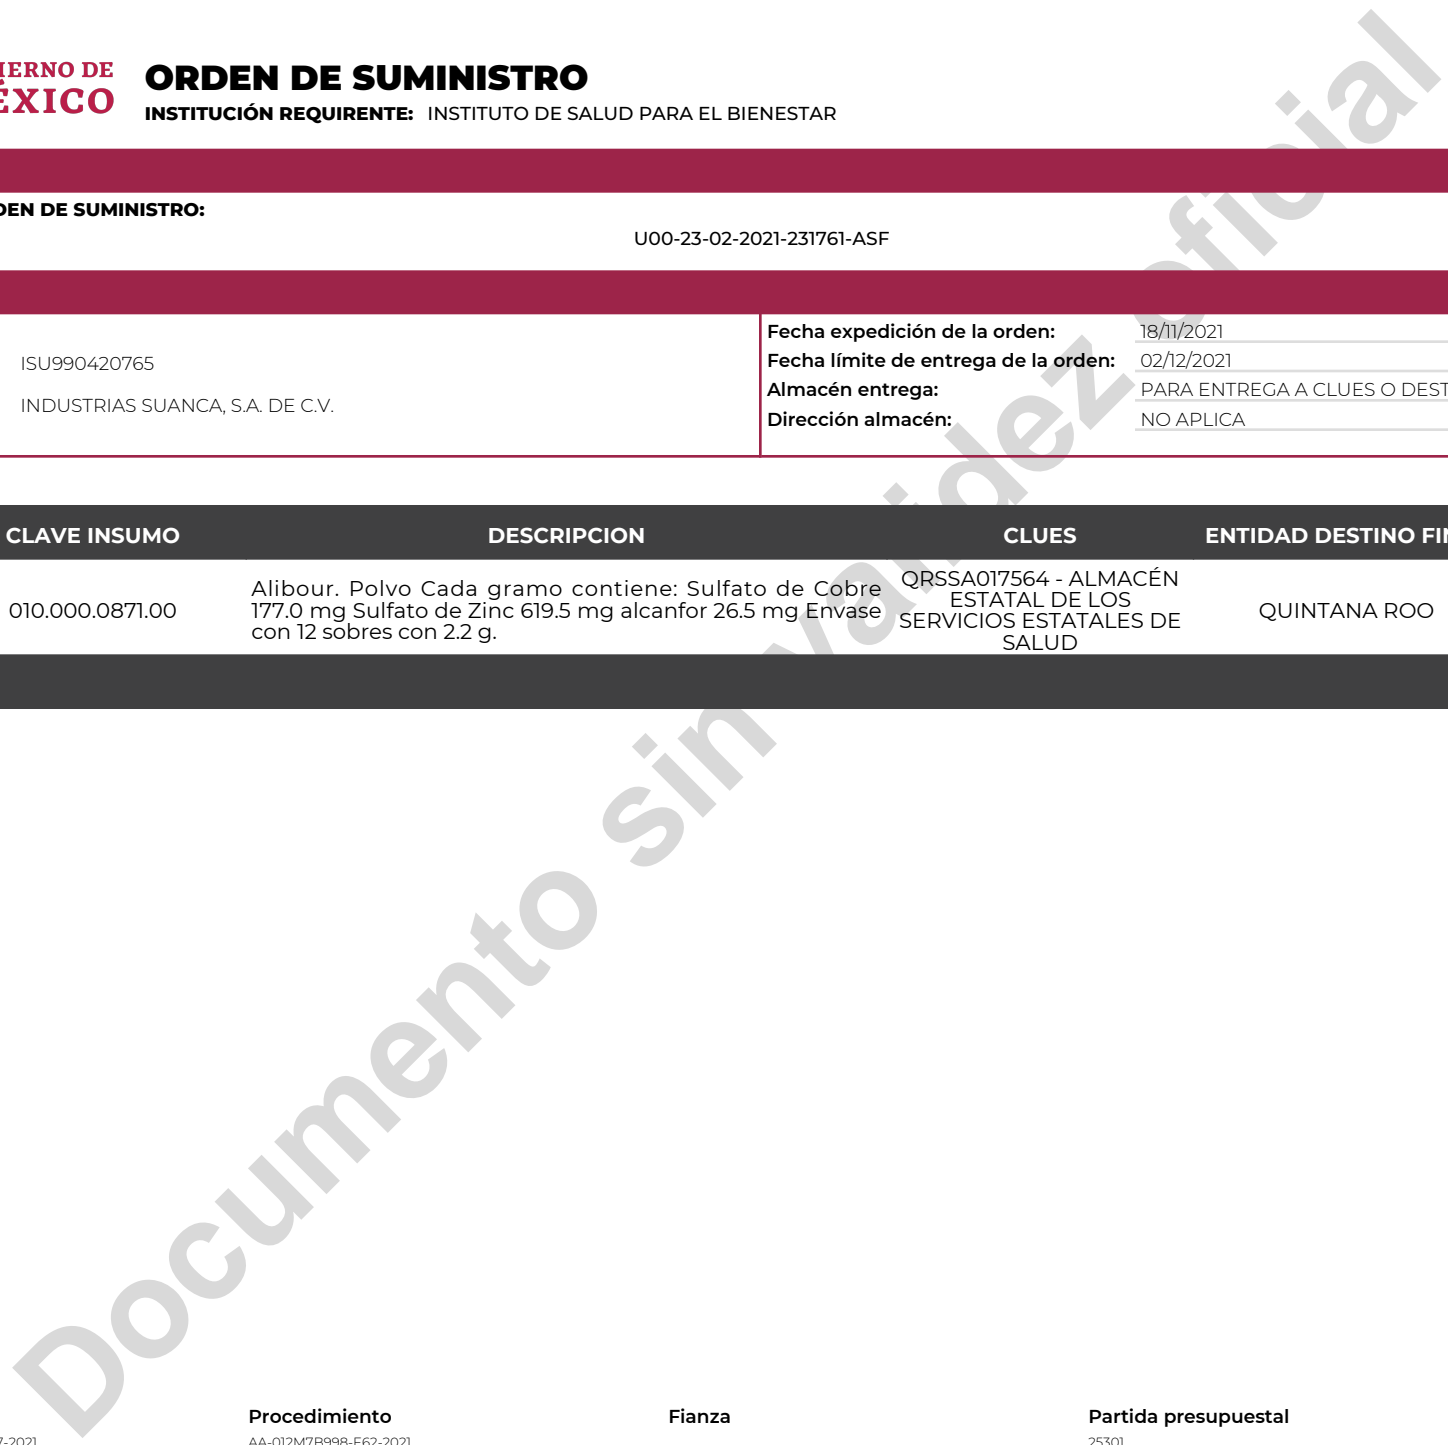 IERNO DE
ÉXICO
ORDEN DE SUMINISTRO
INSTITUCIÓN REQUIRENTE: INSTITUTO DE SALUD PARA EL BIENESTAR
DEN DE SUMINISTRO:
U00-23-02-2021-231761-ASF
ISU990420765
INDUSTRIAS SUANCA, S.A. DE C.V.
Fecha expedición de la orden: 18/11/2021
Fecha límite de entrega de la orden: 02/12/2021
Almacén entrega: PARA ENTREGA A CLUES O DEST
Dirección almacén: NO APLICA
CLAVE INSUMO DESCRIPCION CLUES ENTIDAD DESTINO FIN
010.000.0871.00
Alibour. Polvo Cada gramo contiene: Sulfato de Cobre
177.0 mg Sulfato de Zinc 619.5 mg alcanfor 26.5 mg Envase
con 12 sobres con 2.2 g.
QRSSA017564 - ALMACÉN
ESTATAL DE LOS
SERVICIOS ESTATALES DE
SALUD
QUINTANA ROO
Documento sin validez oficial
Procedimiento Fianza Partida presupuestal
7-2021 AA-012M7B998-E62-2021 25301